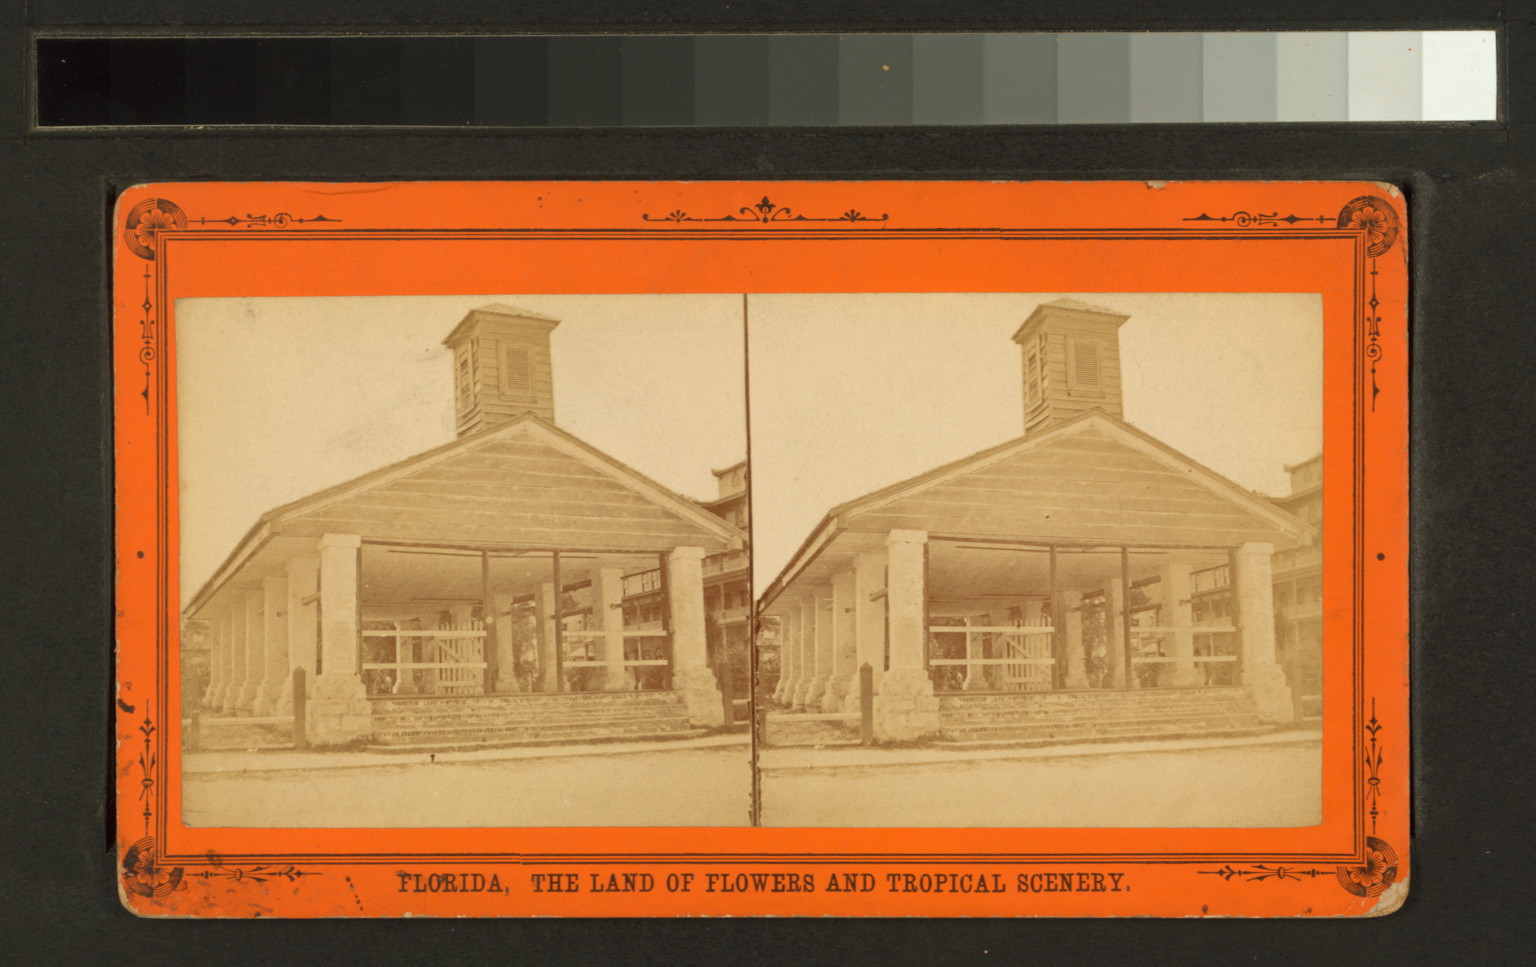 FLORIDA, THE LAND OF FLOWERS AND TROPICAL SCENERY.